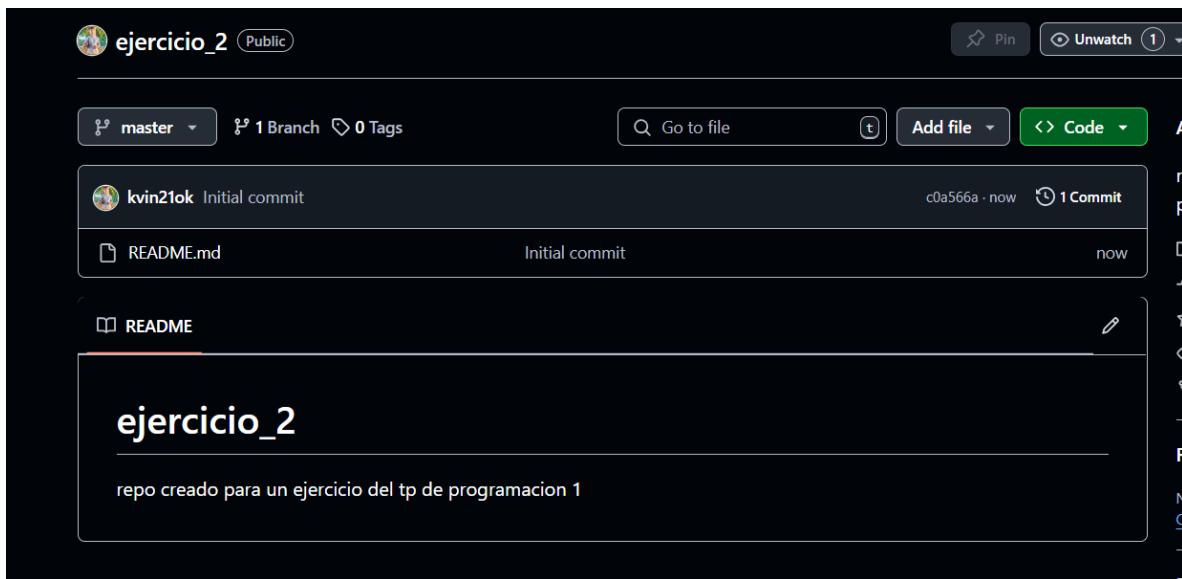 ejercicio_2 Public
Pin Unwatch 1
master 1 Branch 0 Tags Go to file t Add file <> Code
kvin21ok Initial commit c0a566a · now 1 Commit
README.md Initial commit now
README
ejercicio_2
repo creado para un ejercicio del tp de programacion 1